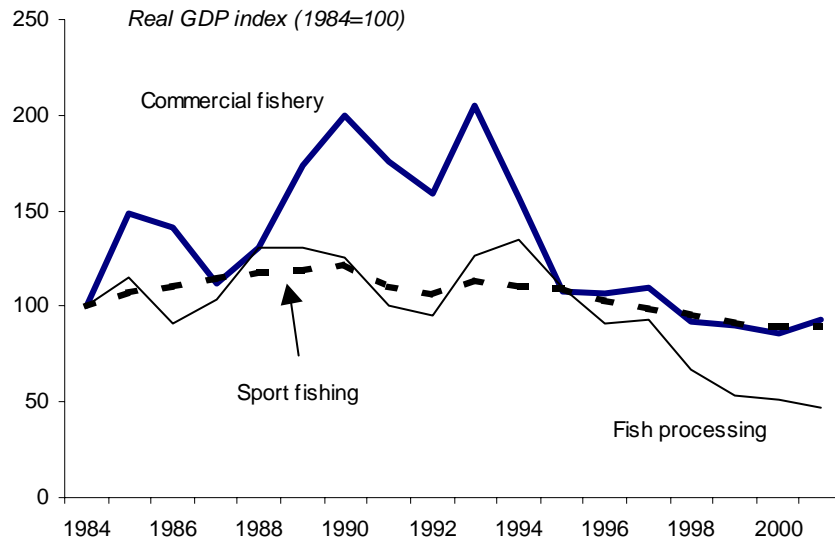 Real GDP index (1984=100)
250
Commercial fishery
200
150
100
Sport fishing
50
Fish processing
0
1984 1986 1988 1990 1992 1994 1996 1998 2000